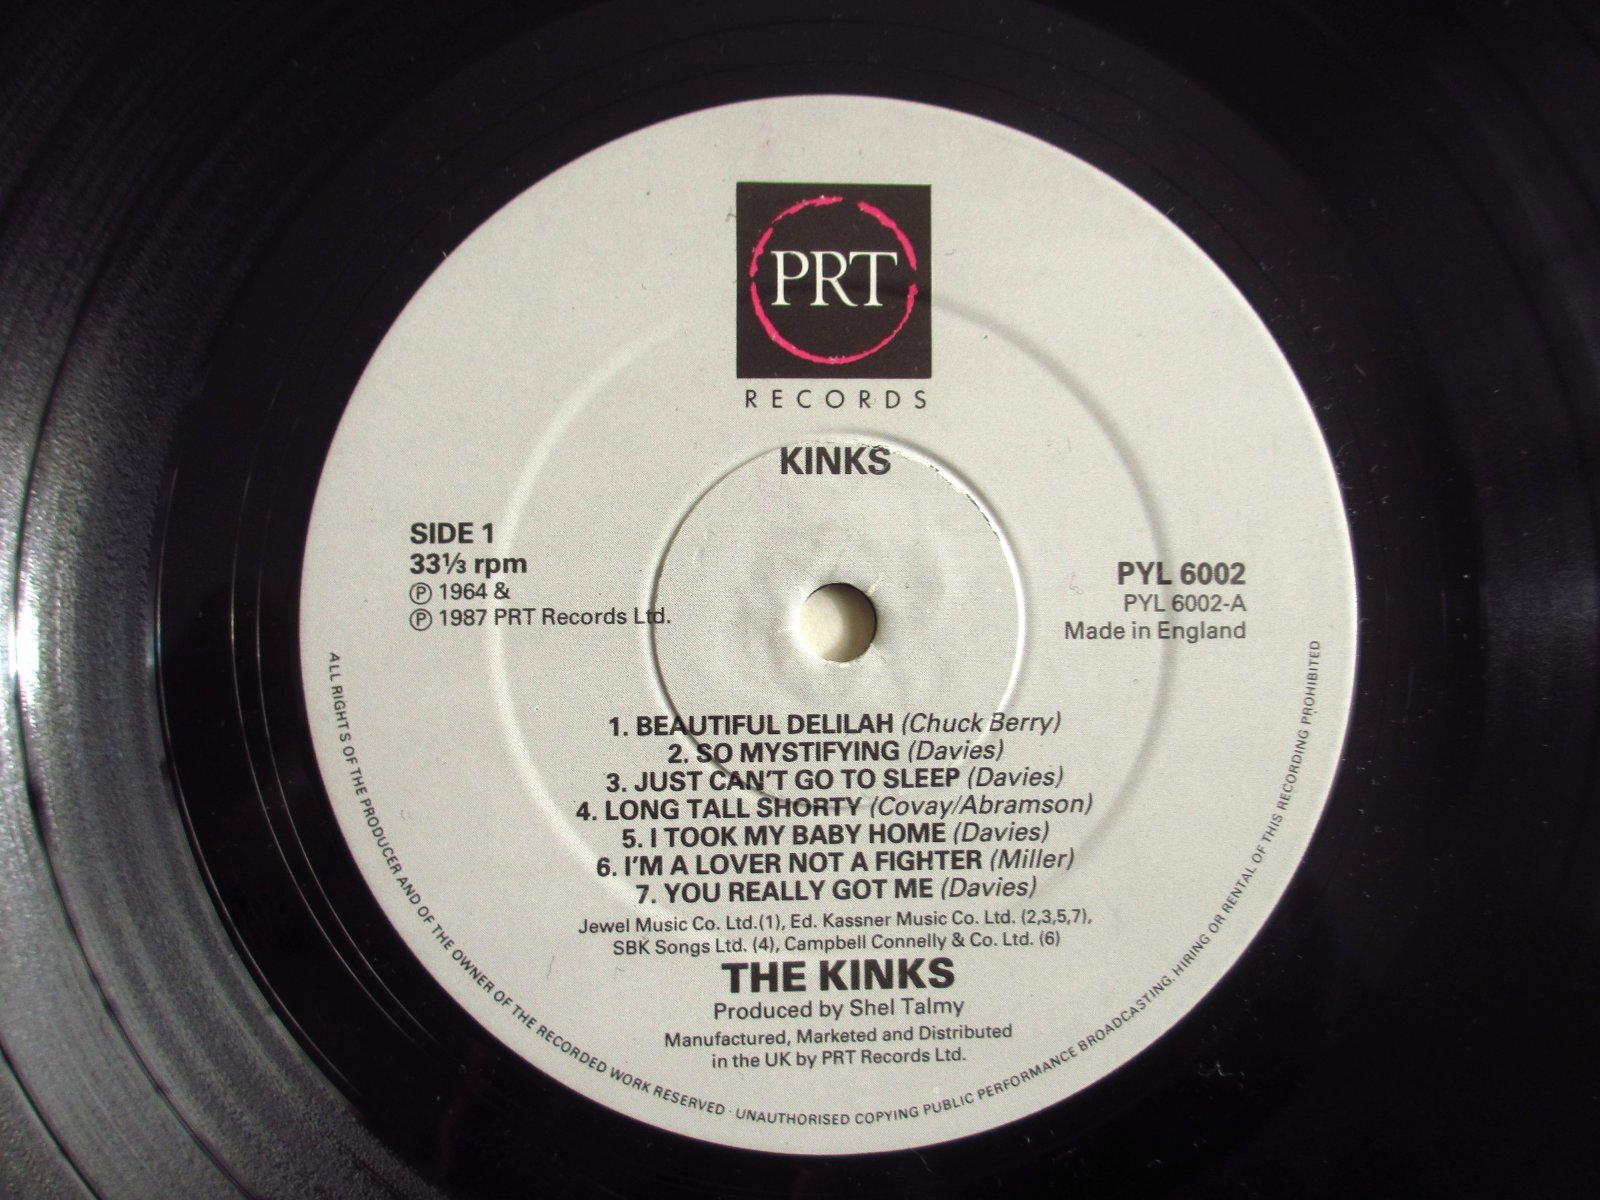 PRT
RECORDS
KINKS
SIDE 1
33⅓ rpm
Ⓟ 1964 &
Ⓟ 1987 PRT Records Ltd.
PYL 6002
PYL 6002-A
Made in England
1. BEAUTIFUL DELILAH (Chuck Berry)
2. SO MYSTIFYING (Davies)
3. JUST CAN'T GO TO SLEEP (Davies)
4. LONG TALL SHORTY (Covay/Abramson)
5. I TOOK MY BABY HOME (Davies)
6. I'M A LOVER NOT A FIGHTER (Miller)
7. YOU REALLY GOT ME (Davies)
Jewel Music Co. Ltd.(1), Ed. Kassner Music Co. Ltd. (2,3,5,7),
SBK Songs Ltd. (4), Campbell Connelly & Co. Ltd. (6)
THE KINKS
Produced by Shel Talmy
Manufactured, Marketed and Distributed
in the UK by PRT Records Ltd.
ALL RIGHTS OF THE PRODUCER AND OF THE OWNER OF THE RECORDED WORK RESERVED · UNAUTHORISED COPYING PUBLIC PERFORMANCE BROADCASTING. HIRING OR RENTAL OF THIS RECORDING PROHIBITED